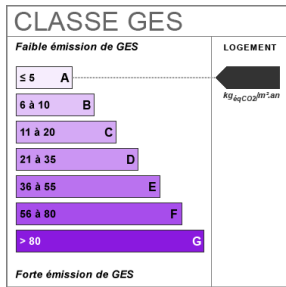 CLASSE GES
Faible émission de GES
LOGEMENT
≤ 5 A
kgéqCO2/m².an
6 à 10 B
11 à 20 C
21 à 35 D
36 à 55 E
56 à 80 F
> 80 G
Forte émission de GES